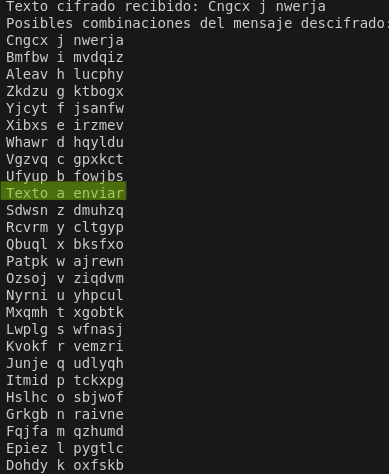 Texto cifrado recibido: Cngcx j nwerja
Posibles combinaciones del mensaje descifrado:
Cngcx j nwerja
Bmfbw i mvdqiz
Aleav h lucphy
Zkdzu g ktbogx
Yjcyt f jsanfw
Xibxs e irzmev
Whawr d hqyldu
Vgzvq c gpxkct
Ufyup b fowjbs
Texto a enviar
Sdwsn z dmuhzq
Rcvrm y cltgyp
Qbuql x bksfxo
Patpk w ajrewn
Ozsoj v ziqdvm
Nyrni u yhpcul
Mxqmh t xgobtk
Lwplg s wfnasj
Kvokf r vemzri
Junje q udlyqh
Itmid p tckxpg
Hslhc o sbjwof
Grkgb n raivne
Fqjfa m qzhumd
Epiez l pygtlc
Dohdy k oxfskb